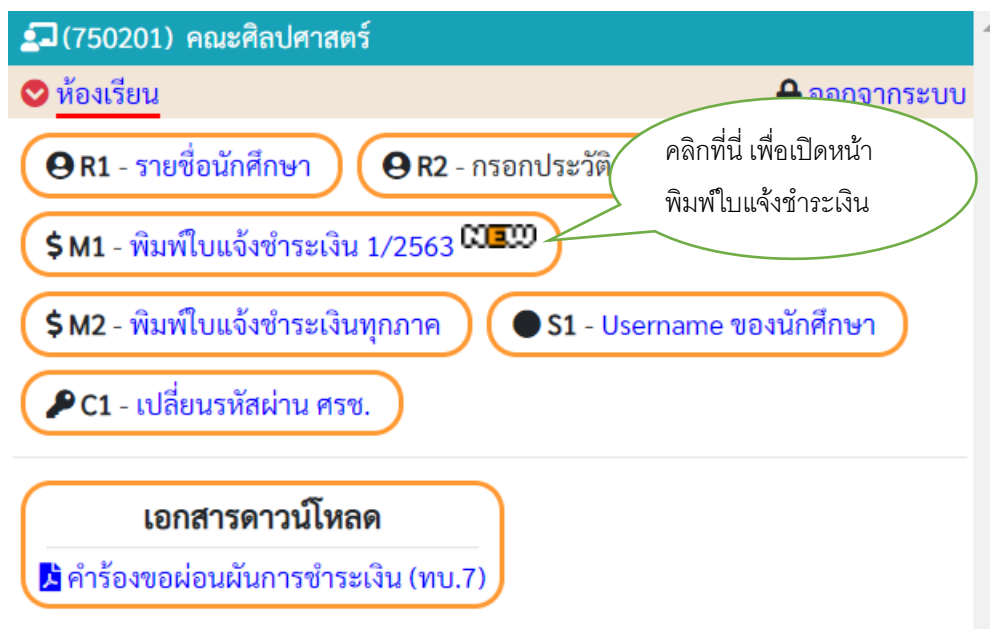 (750201) คณะศิลปศาสตร์
ห้องเรียน
ออกจากระบบ
R1 - รายชื่อนักศึกษา
R2 - กรอกประวัติ
คลิกที่นี่ เพื่อเปิดหน้า
พิมพ์ใบแจ้งชำระเงิน
$ M1 - พิมพ์ใบแจ้งชำระเงิน 1/2563 NEW
$ M2 - พิมพ์ใบแจ้งชำระเงินทุกภาค
S1 - Username ของนักศึกษา
C1 - เปลี่ยนรหัสผ่าน ศรช.
เอกสารดาวน์โหลด
คำร้องขอผ่อนผันการชำระเงิน (ทบ.7)